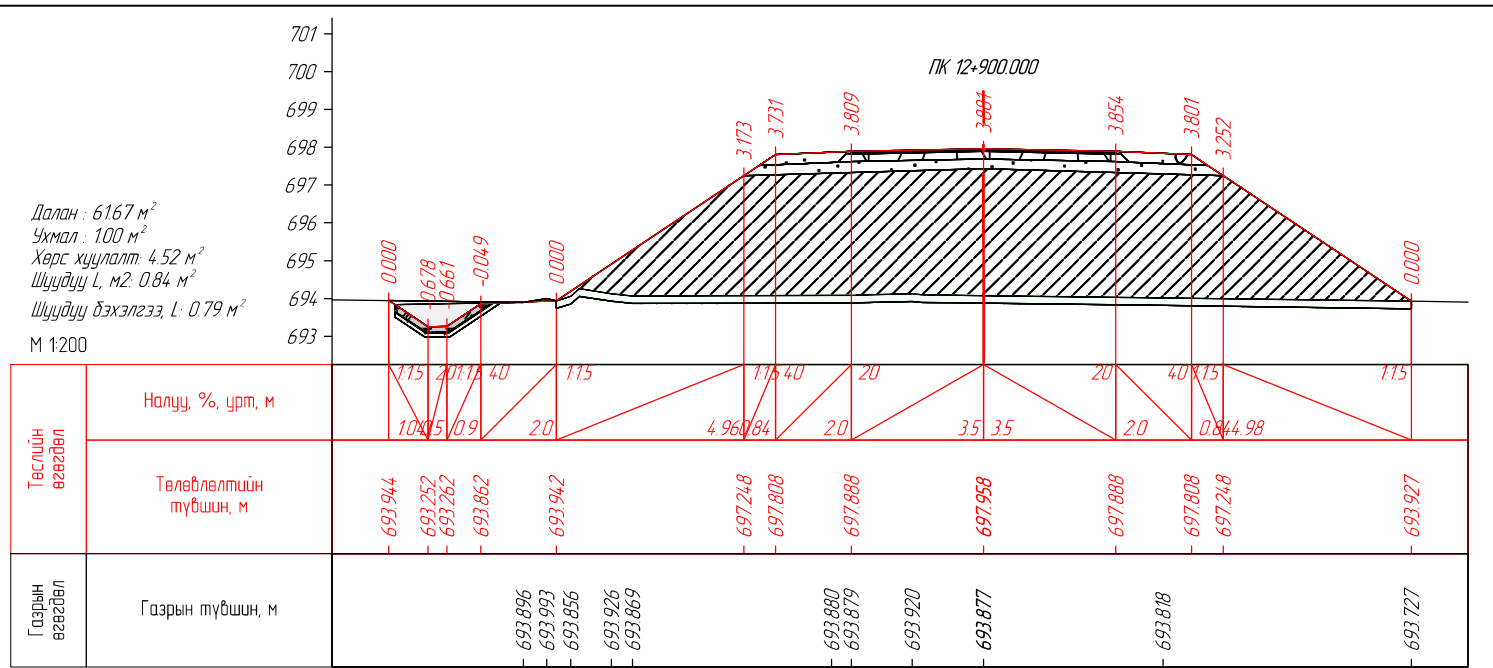 701
700
699
698
697
696
695
694
693
ПК 12+900.000
3.173
3.731
3.809
3.881
3.854
3.801
3.252
0.000
0.678
0.661
-0.049
0.000
0.000
Далан : 61.67 м²
Ухмал : 1.00 м²
Хөрс хуулалт: 4.52 м²
Шуудуу L, м2: 0.84 м²
Шуудуу бэхэлгээ, L: 0.79 м²
М 1:200
Төслийн өгөгдөл
Налуу, %, урт, м
1:1.5 20 1:1.5 40 1:1.5 1:1.5 40 20 20 40 1:1.5 1:1.5
1.04 0.5 0.9 2.0 4.96 0.84 2.0 3.5 3.5 2.0 0.84 4.98
Төлөвлөлтийн
түвшин, м
693.944 693.252 693.262 693.862 693.942 697.248 697.808 697.888 697.958 697.888 697.808 697.248 693.927
Газрын өгөгдөл
Газрын түвшин, м
693.896 693.993 693.856 693.926 693.869 693.880 693.879 693.920 693.877 693.818 693.727